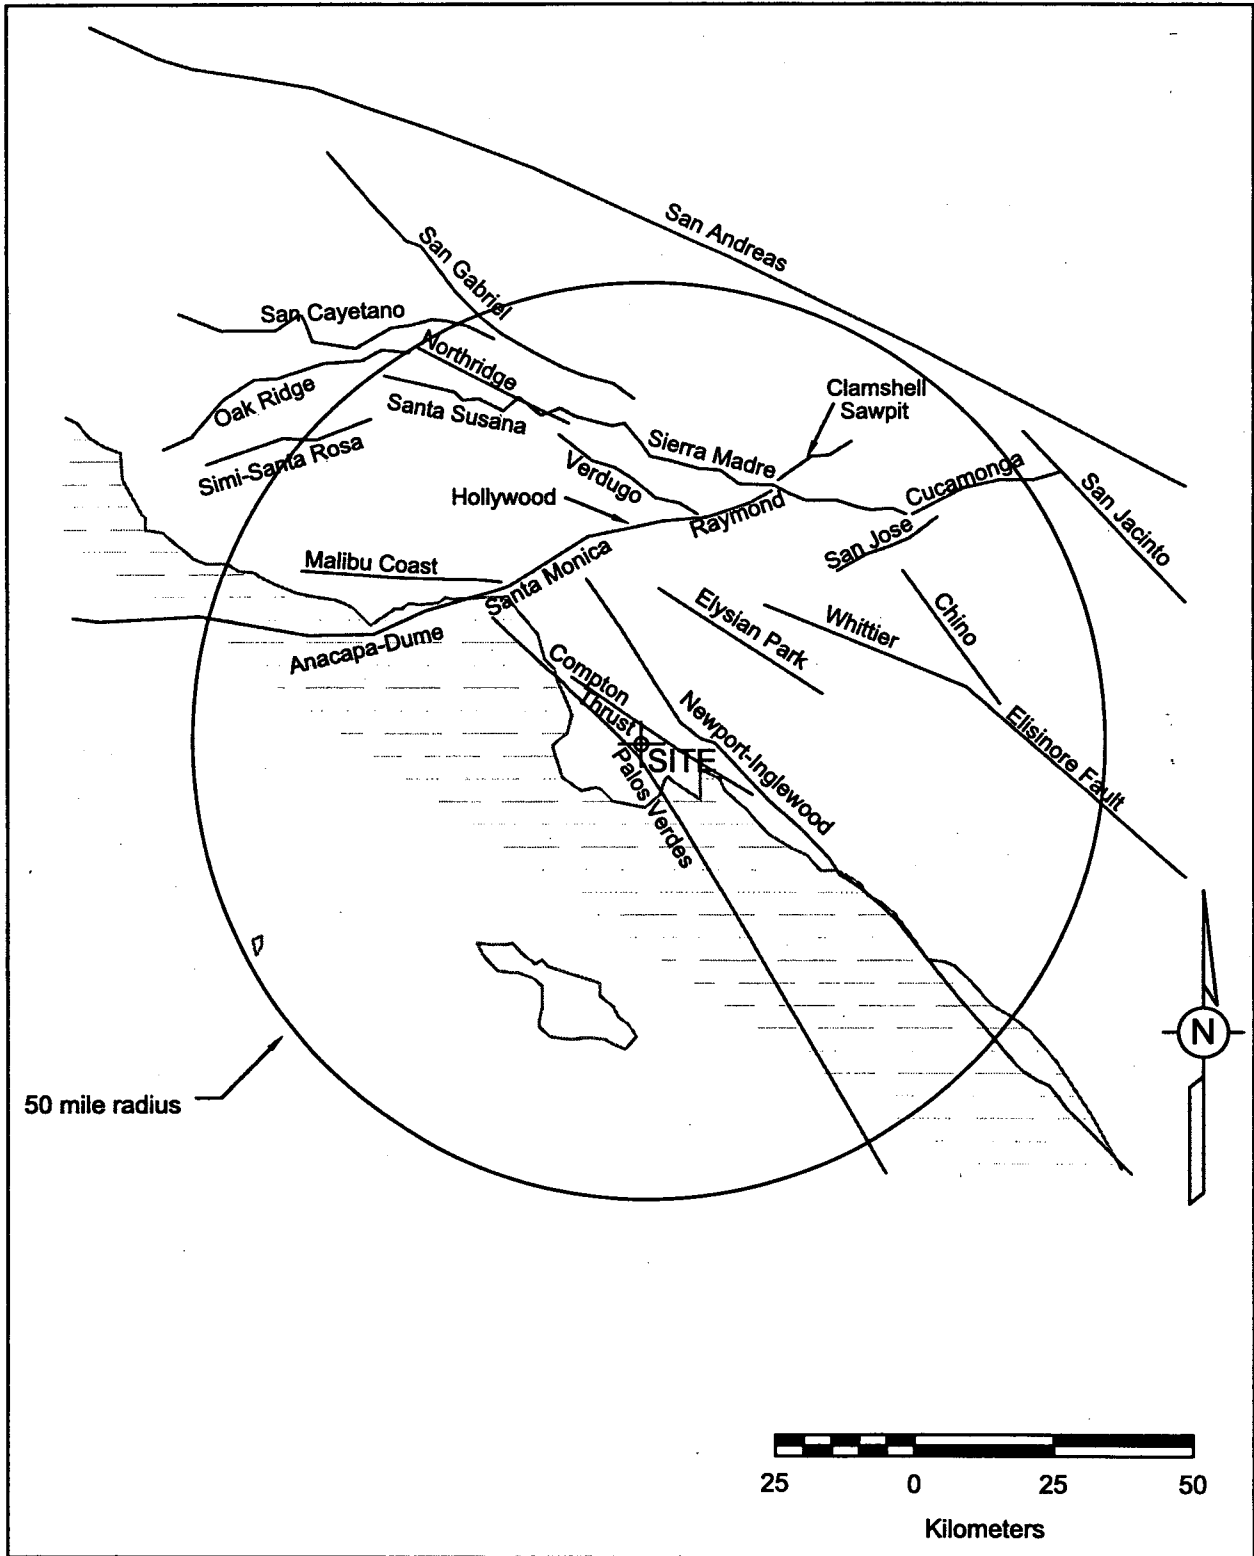 San Andreas
San Gabriel
San Cayetano
Northridge
Clamshell
Sawpit
Oak Ridge
Santa Susana
Sierra Madre
Simi-Santa Rosa
Verdugo
Cucamonga
San Jacinto
Hollywood
Raymond
San Jose
Malibu Coast
Santa Monica
Elysian Park
Whittier
Chino
Anacapa-Dume
Compton
Thrust
Newport-Inglewood
Elisinore Fault
SITE
Palos Verdes
N
50 mile radius
25 0 25 50
Kilometers